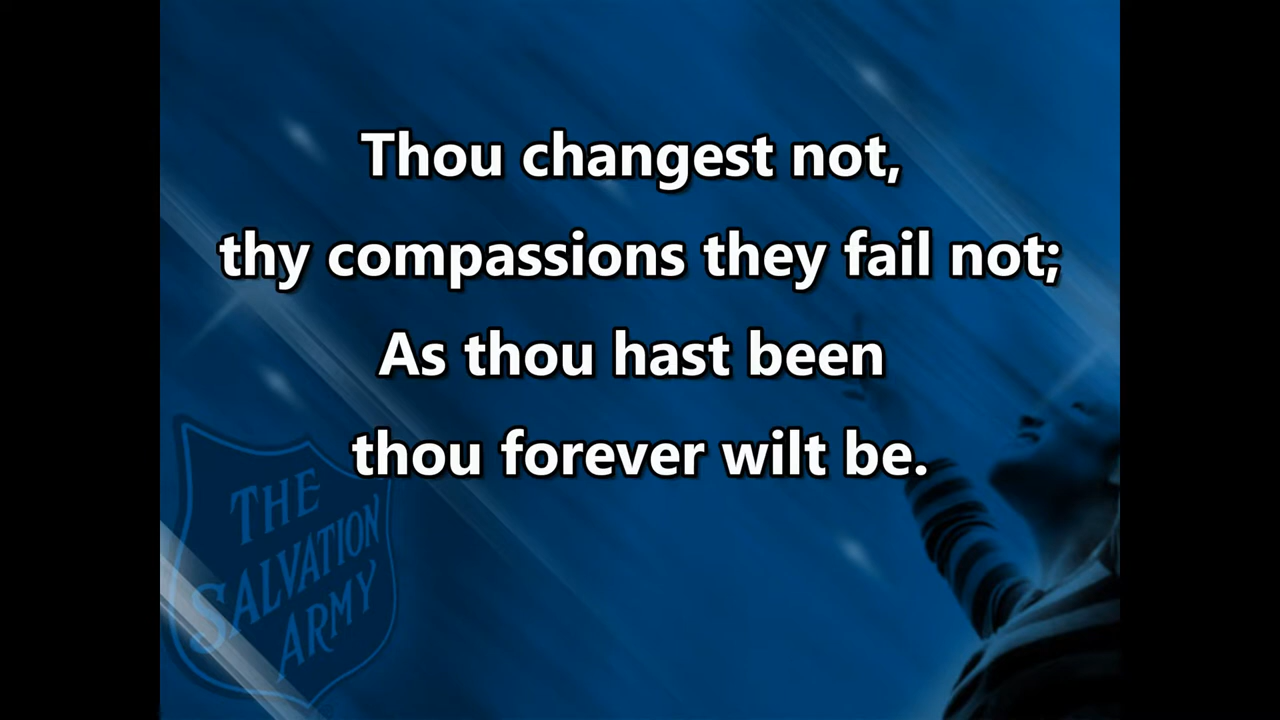 Thou changest not,
thy compassions they fail not;
As thou hast been
thou forever wilt be.
THE
SALVATION
ARMY